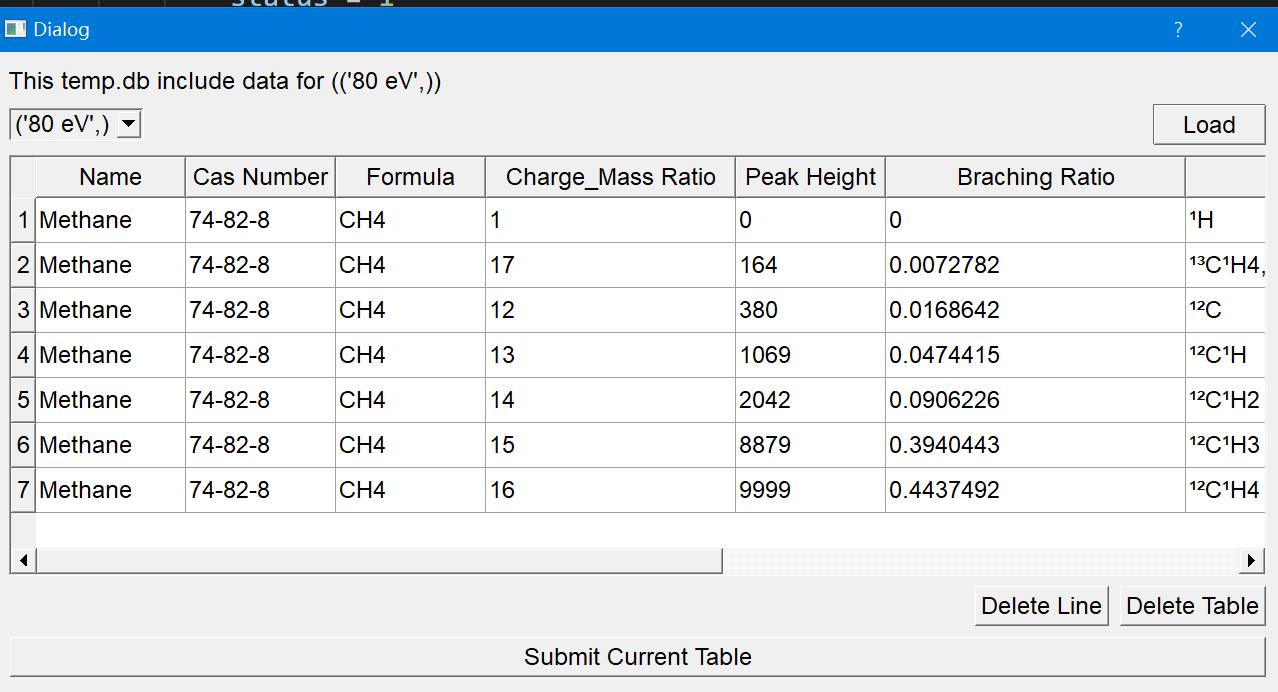 Dialog
This temp.db include data for (('80 eV',))
('80 eV',)
Load
Name Cas Number Formula Charge_Mass Ratio Peak Height Braching Ratio
1 Methane 74-82-8 CH4 1 0 0 ¹H
2 Methane 74-82-8 CH4 17 164 0.0072782 ¹³C¹H4,
3 Methane 74-82-8 CH4 12 380 0.0168642 ¹²C
4 Methane 74-82-8 CH4 13 1069 0.0474415 ¹²C¹H
5 Methane 74-82-8 CH4 14 2042 0.0906226 ¹²C¹H2
6 Methane 74-82-8 CH4 15 8879 0.3940443 ¹²C¹H3
7 Methane 74-82-8 CH4 16 9999 0.4437492 ¹²C¹H4
Delete Line Delete Table
Submit Current Table